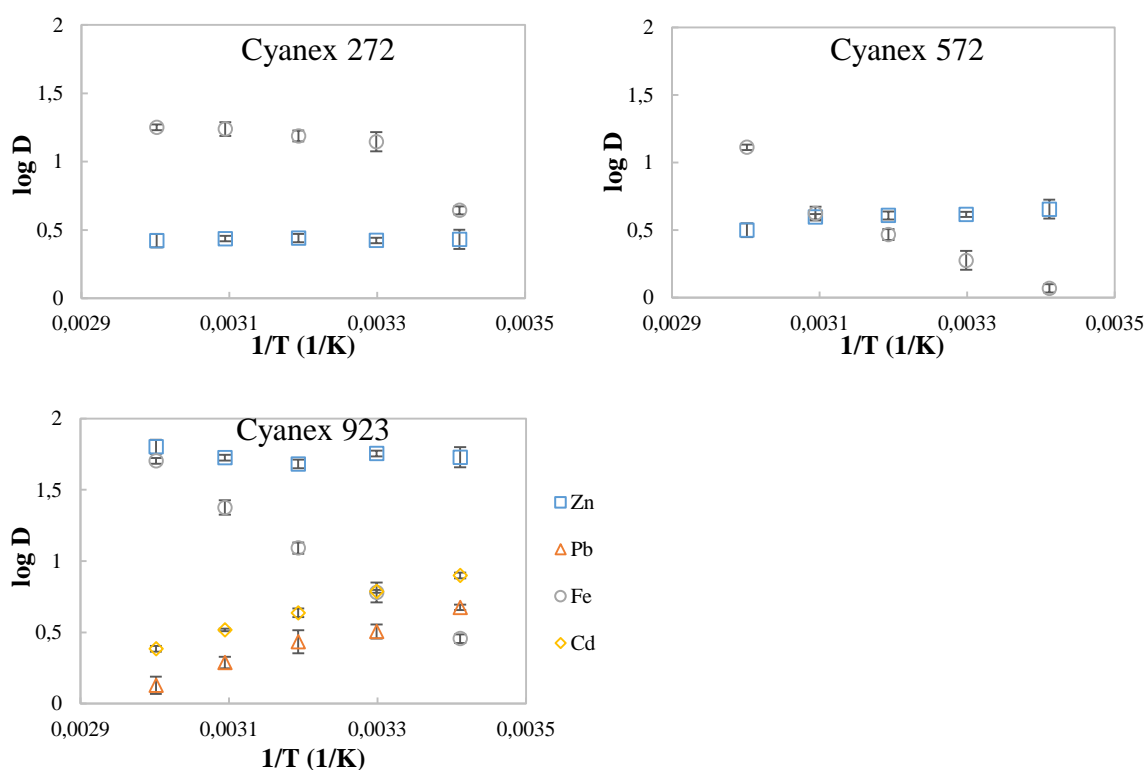 Cyanex 272
2
1,5
1
0,5
0
log D
0,0029
0,0031
0,0033
0,0035
1/T (1/K)
Cyanex 572
2
1,5
1
0,5
0
log D
0,0029
0,0031
0,0033
0,0035
1/T (1/K)
Cyanex 923
2
1,5
1
0,5
0
log D
0,0029
0,0031
0,0033
0,0035
1/T (1/K)
Zn
Pb
Fe
Cd